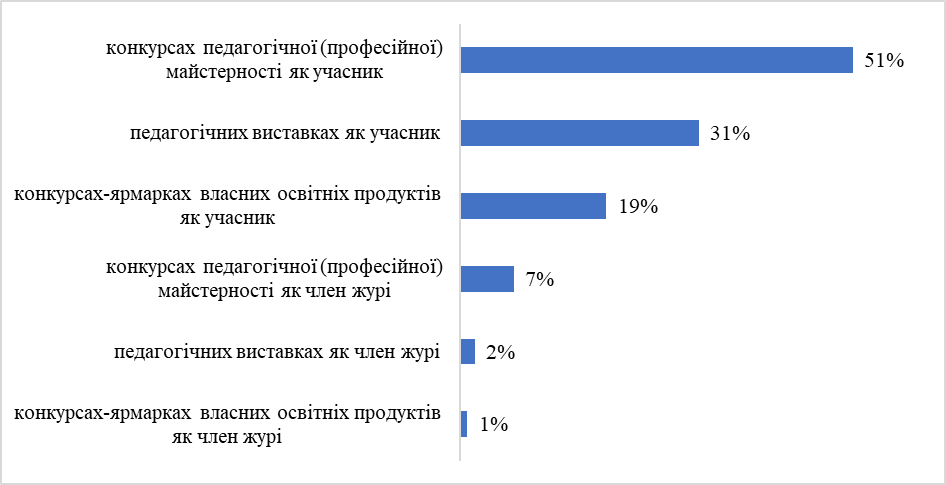 конкурсах педагогічної (професійної)
майстерності як учасник
51%
педагогічних виставках як учасник
31%
конкурсах-ярмарках власних освітніх продуктів
як учасник
19%
конкурсах педагогічної (професійної)
майстерності як член журі
7%
педагогічних виставках як член журі
2%
конкурсах-ярмарках власних освітніх продуктів
як член журі
1%